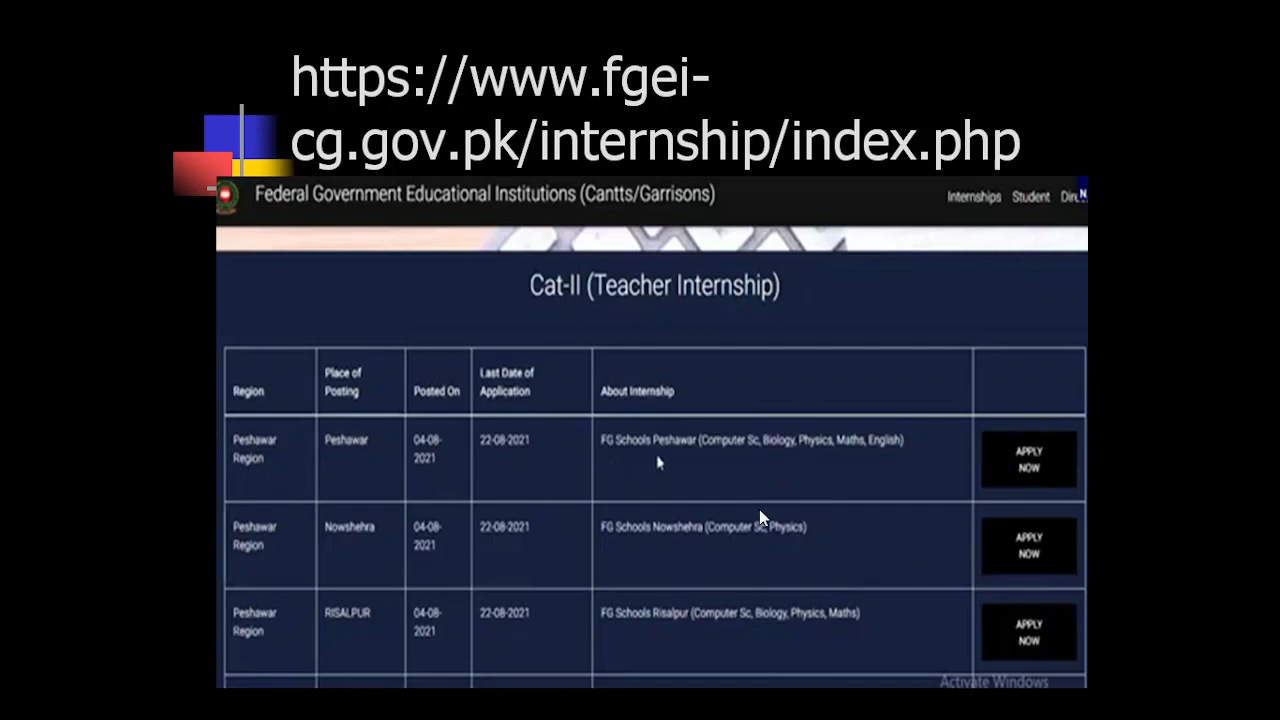 https://www.fgei-
cg.gov.pk/internship/index.php
Federal Government Educational Institutions (Cantts/Garrisons)
Internships Student
Cat-II (Teacher Internship)
Region Place of Posting Posted On Last Date of Application About Internship
Peshawar Region Peshawar 04-08-2021 22-08-2021 FG Schools Peshawar (Computer Sc, Biology, Physics, Maths, English) APPLY NOW
Peshawar Region Nowshehra 04-08-2021 22-08-2021 FG Schools Nowshehra (Computer Sc, Physics) APPLY NOW
Peshawar Region RISALPUR 04-08-2021 22-08-2021 FG Schools Risalpur (Computer Sc, Biology, Physics, Maths) APPLY NOW
Activate Windows